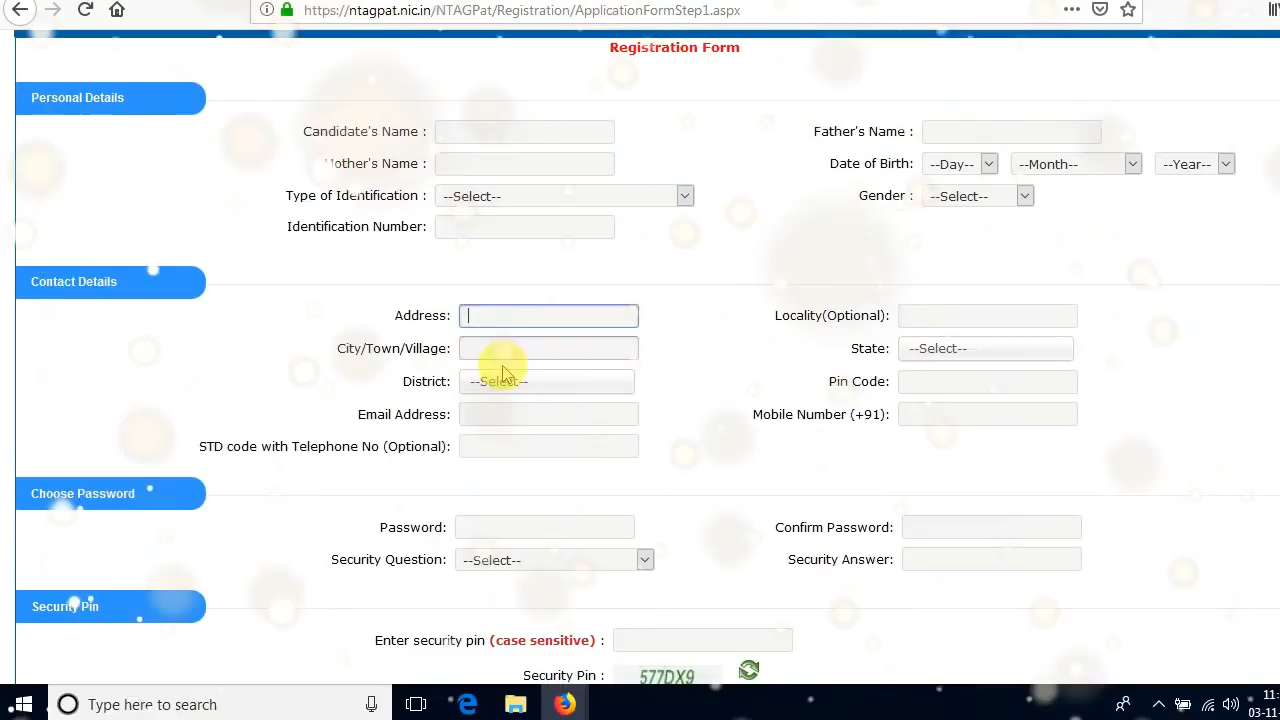 https://ntagpat.nic.in/NTAGPat/Registration/ApplicationFormStep1.aspx
Registration Form
Personal Details
Candidate's Name :
Father's Name :
Mother's Name :
Date of Birth: --Day-- --Month-- --Year--
Type of Identification : --Select--
Gender : --Select--
Identification Number:
Contact Details
Address:
Locality(Optional):
City/Town/Village:
State: --Select--
District: --Select--
Pin Code:
Email Address:
Mobile Number (+91):
STD code with Telephone No (Optional):
Choose Password
Password:
Confirm Password:
Security Question: --Select--
Security Answer:
Security Pin
Enter security pin (case sensitive) :
Security Pin : 577DX9
Type here to search
03-11